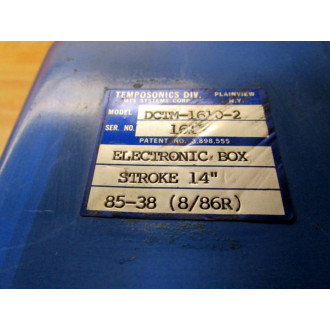 TEMPOSONICS DIV. PLAINVIEW
MTS SYSTEMS CORP. N.Y.
MODEL
SER. NO.
PATENT NO. 3,898,555
ELECTRONIC BOX
STROKE 14"
85-38 (8/86R)